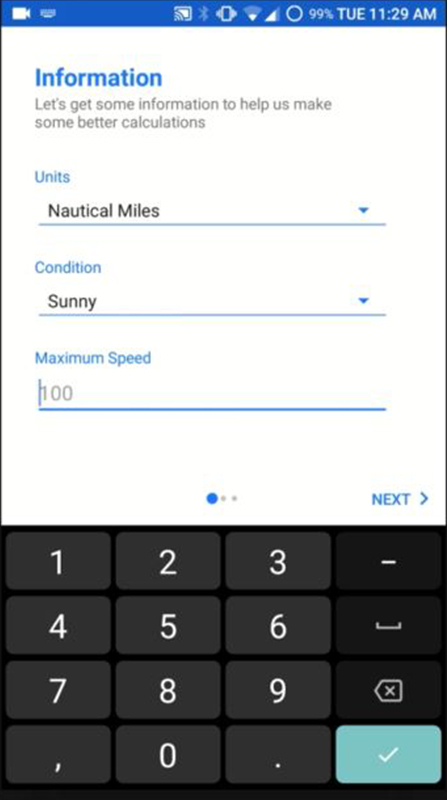 99% TUE 11:29 AM
Information
Let's get some information to help us make
some better calculations
Units
Nautical Miles
Condition
Sunny
Maximum Speed
100
NEXT
1 2 3 -
4 5 6
7 8 9
, 0 .